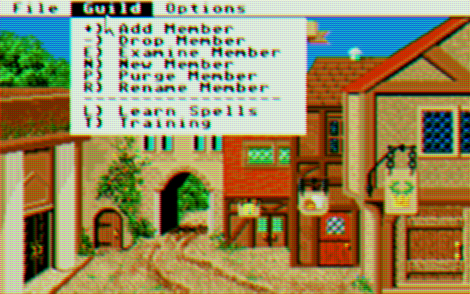 File Guild Options
+) Add Member
-) Drop Member
E) Examine Member
N) New Member
P) Purge Member
R) Rename Member
L) Learn Spells
T) Training